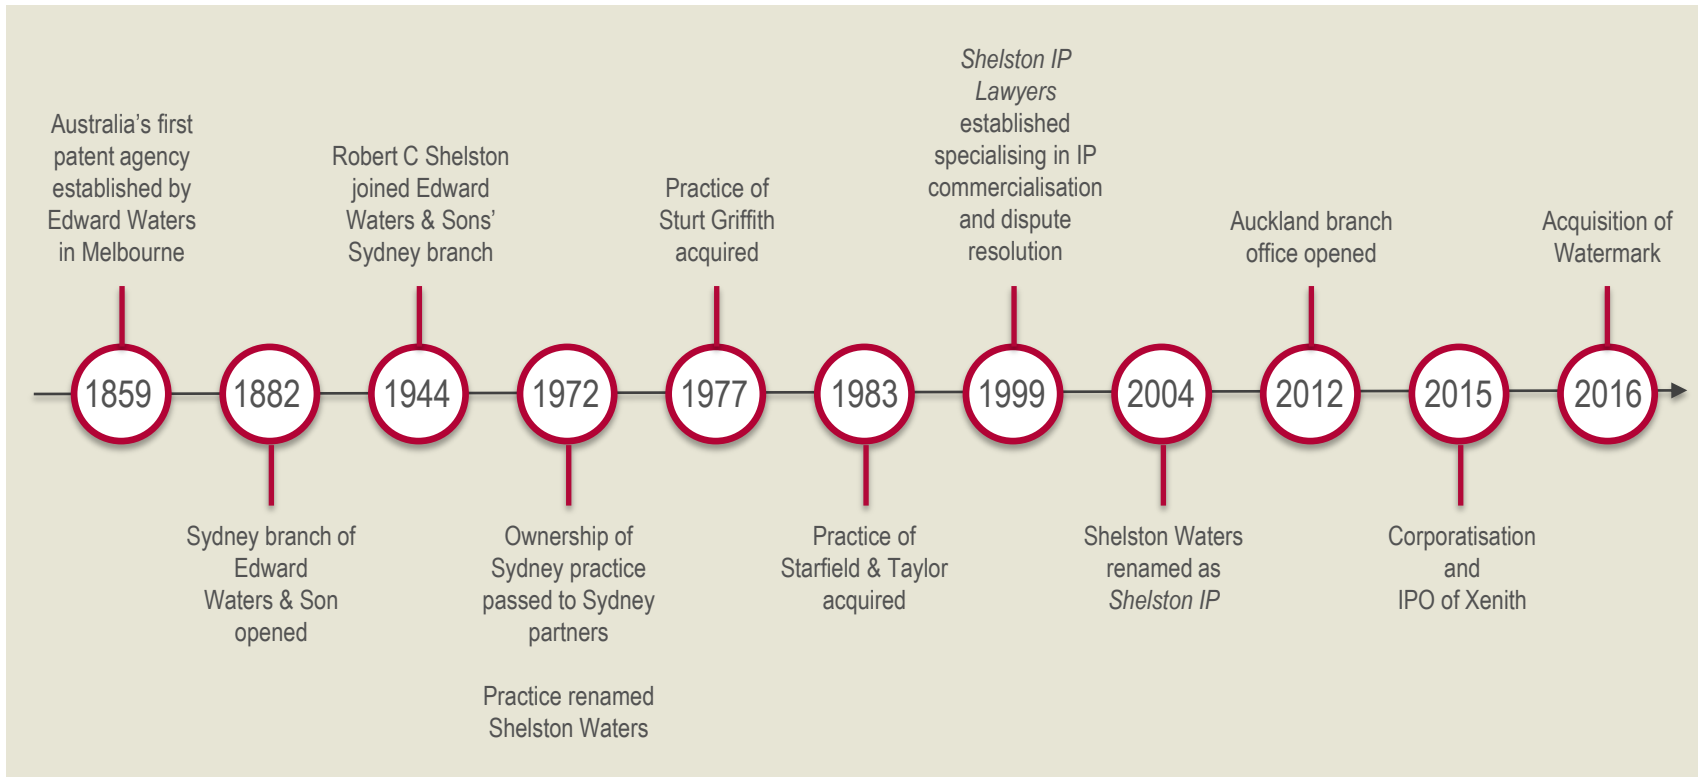 Australia’s first
patent agency
established by
Edward Waters
in Melbourne
Robert C Shelston
joined Edward
Waters & Sons’
Sydney branch
Practice of
Sturt Griffith
acquired
Shelston IP
Lawyers
established
specialising in IP
commercialisation
and dispute
resolution
Auckland branch
office opened
Acquisition of
Watermark
1859
1882
1944
1972
1977
1983
1999
2004
2012
2015
2016
Sydney branch of
Edward
Waters & Son
opened
Ownership of
Sydney practice
passed to Sydney
partners
Practice renamed
Shelston Waters
Practice of
Starfield & Taylor
acquired
Shelston Waters
renamed as
Shelston IP
Corporatisation
and
IPO of Xenith